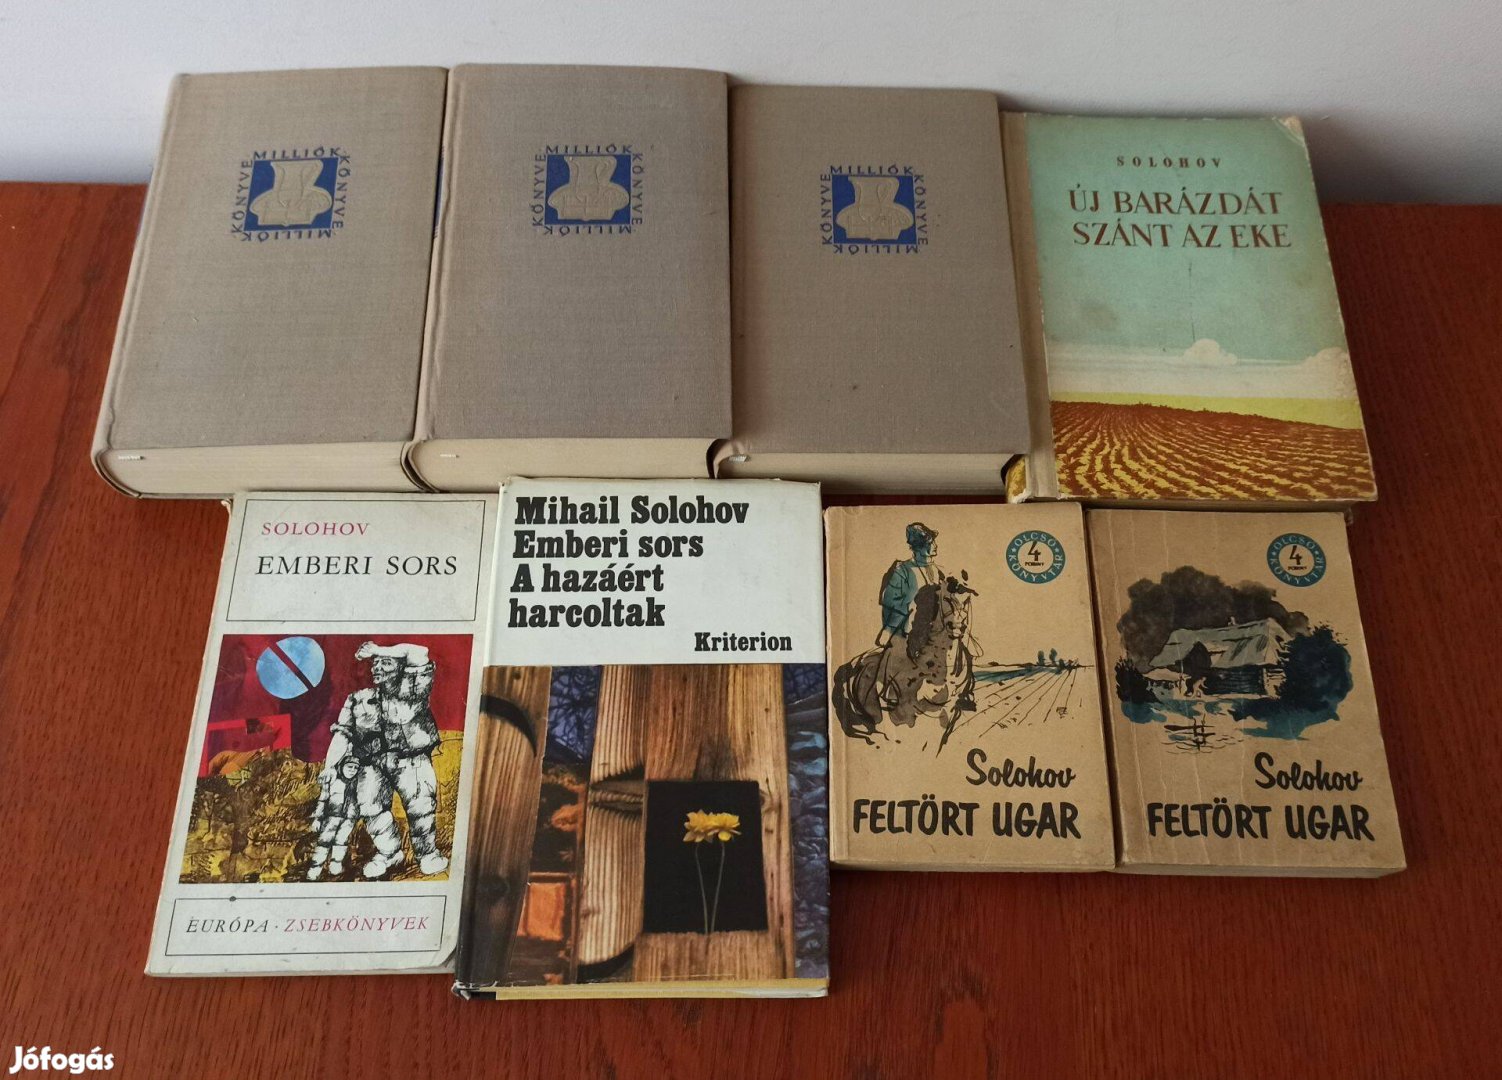 MILLIÓK
KÖNYVE
MILLIÓK
KÖNYVE
MILLIÓK
KÖNYVE
MILLIÓK
KÖNYVE
MILLIÓK
KÖNYVE
MILLIÓK
KÖNYVE
SOLOHOV
ÚJ BARÁZDÁT
SZÁNT AZ EKE
SOLOHOV
EMBERI SORS
EURÓPA · ZSEBKÖNYVEK
Mihail Solohov
Emberi sors
A hazáért
harcoltak
Kriterion
OLCSÓ
4
FORINT
KÖNYVTÁR
Solohov
FELTÖRT UGAR
OLCSÓ
4
FORINT
KÖNYVTÁR
Solohov
FELTÖRT UGAR
Jófogás